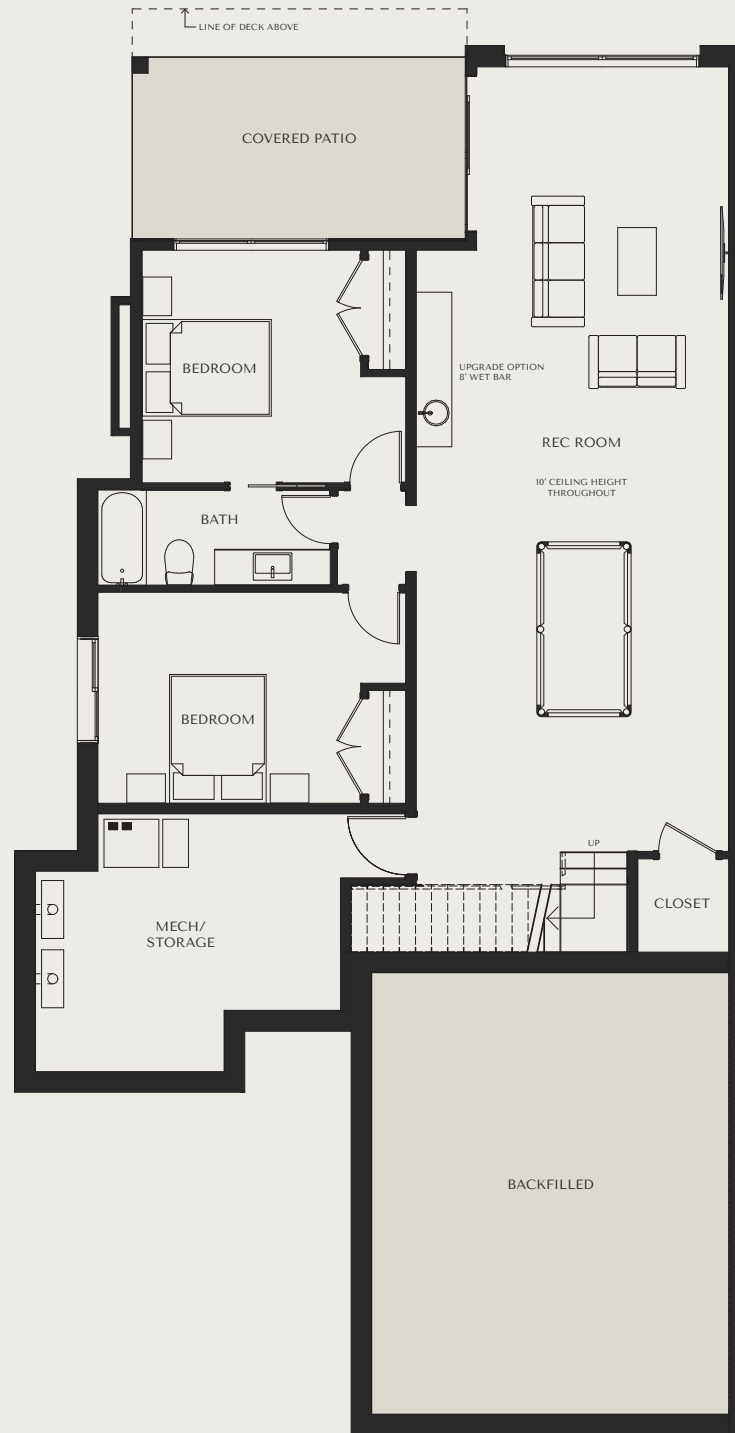 LINE OF DECK ABOVE
COVERED PATIO
BEDROOM
UPGRADE OPTION
8' WET BAR
REC ROOM
10' CEILING HEIGHT
THROUGHOUT
BATH
BEDROOM
UP
CLOSET
MECH/
STORAGE
BACKFILLED